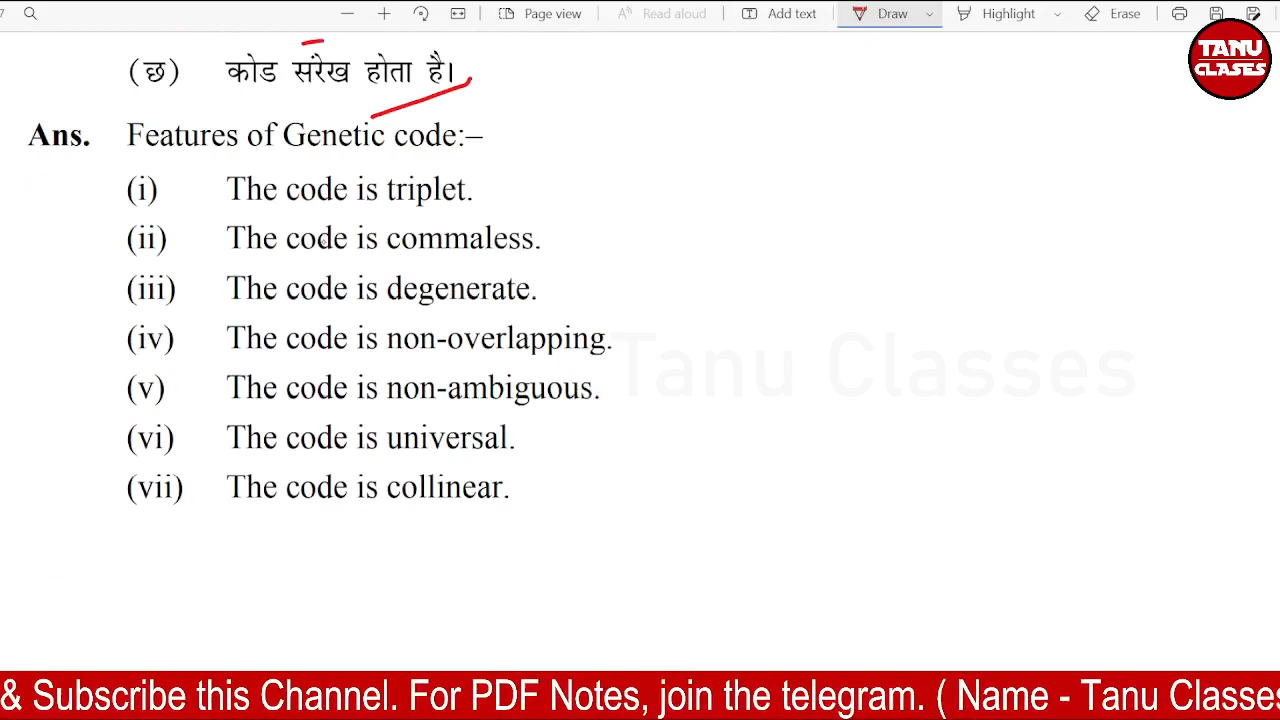 Page view
Read aloud
Add text
Draw
Highlight
Erase
TANU
CLASES
(छ) कोड संरेख होता है।
Ans. Features of Genetic code:–
(i) The code is triplet.
(ii) The code is commaless.
(iii) The code is degenerate.
(iv) The code is non-overlapping.
(v) The code is non-ambiguous.
(vi) The code is universal.
(vii) The code is collinear.
Tanu Classes
& Subscribe this Channel. For PDF Notes, join the telegram. ( Name - Tanu Classes